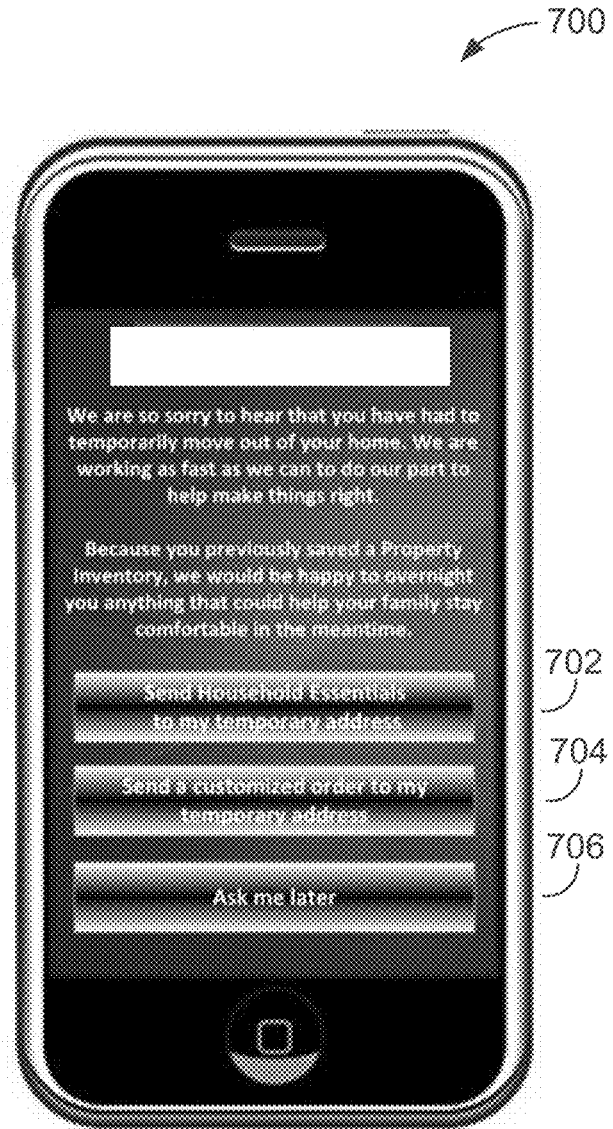 700
We are so sorry to hear that you have had to
temporarily move out of your home. We are
working as fast as we can to do our part to
help make things right.
Because you previously saved a Property
Inventory, we would be happy to overnight
you anything that could help your family stay
comfortable in the meantime.
702
Send Household Essentials
to my temporary address
704
Send a customized order to my
temporary address
706
Ask me later